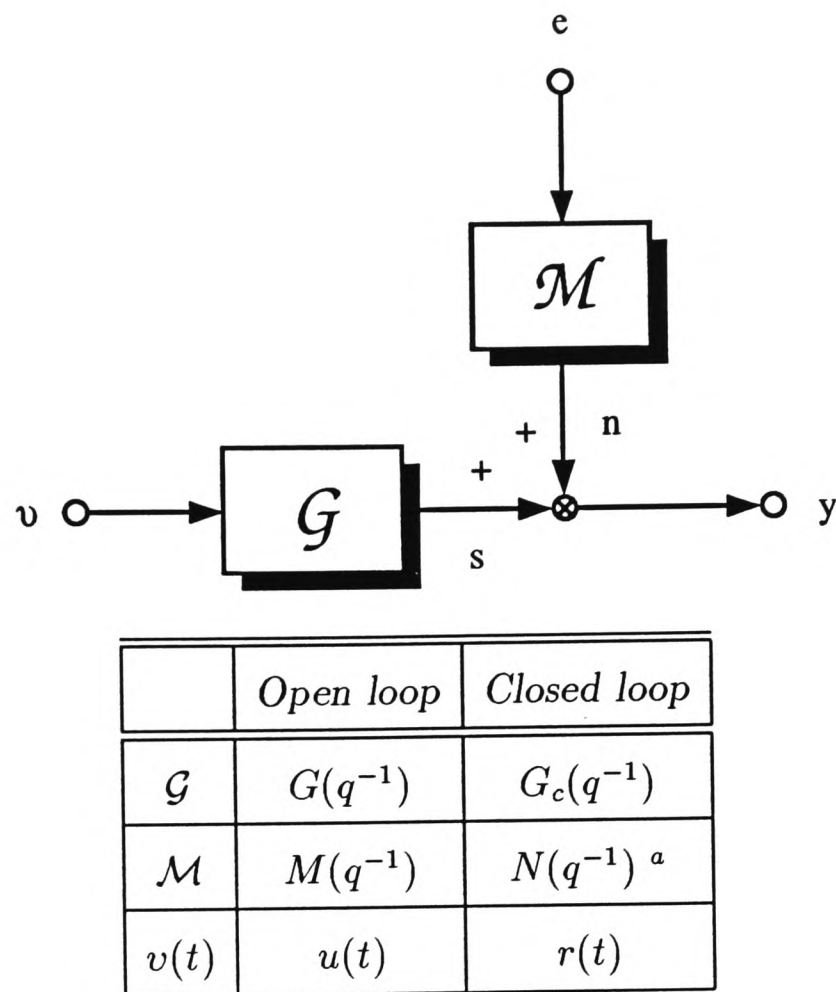 e
ℳ
+ n
+
υ 𝒢 y
s
Open loop Closed loop
𝒢 G(q⁻¹) G_c(q⁻¹)
ℳ M(q⁻¹) N(q⁻¹) ᵃ
υ(t) u(t) r(t)